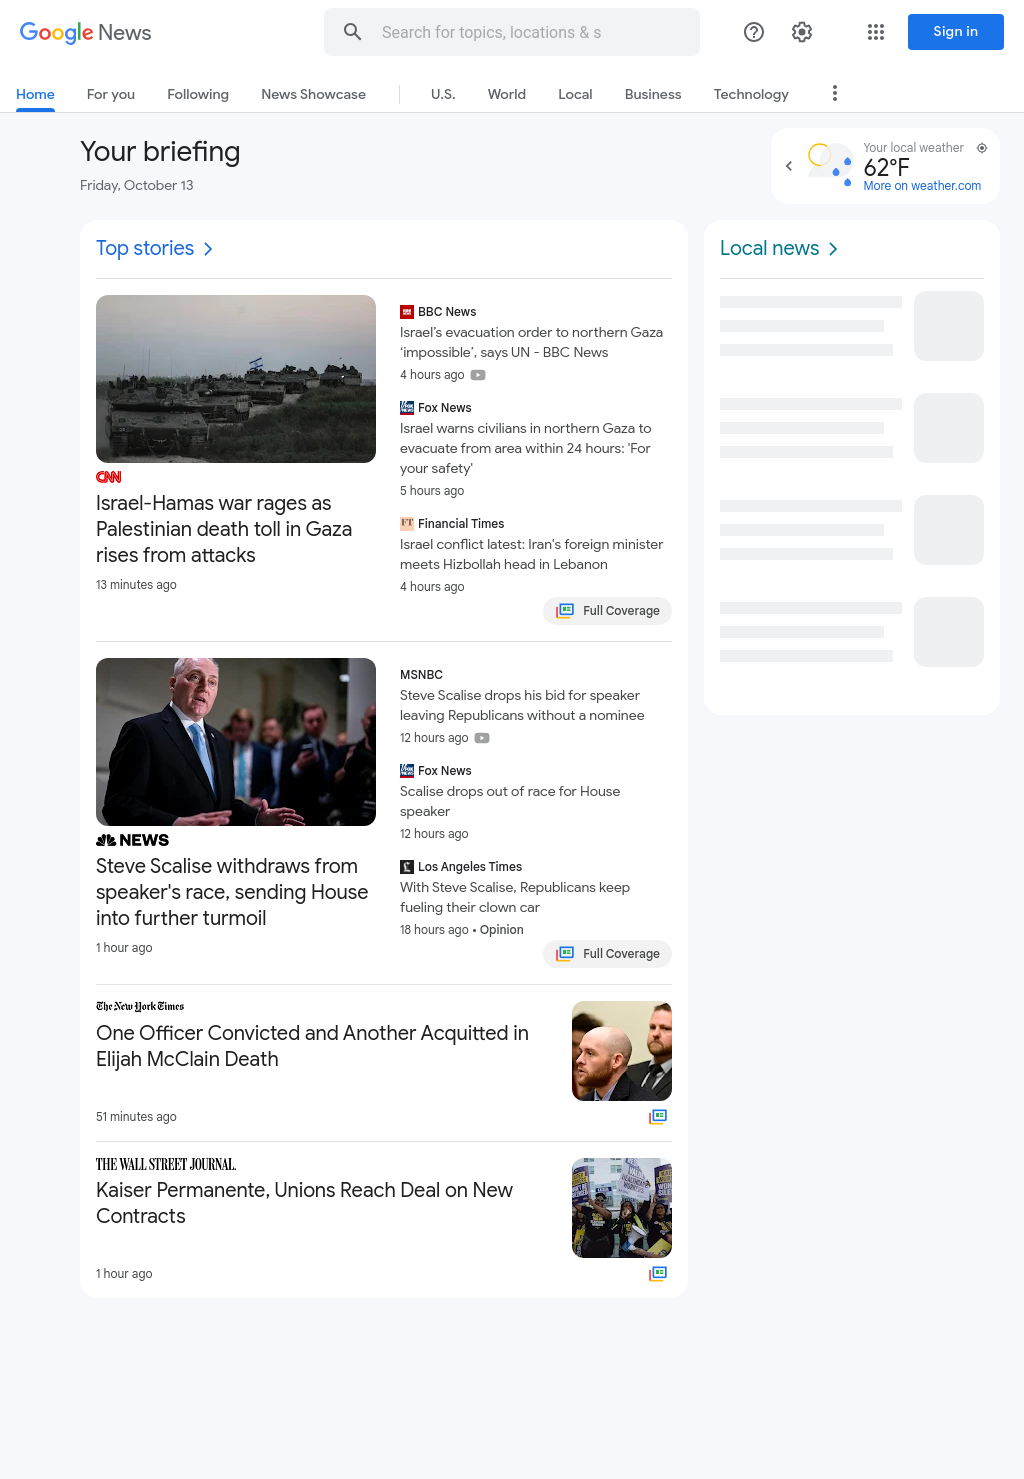 Google News
Search for topics, locations & s
Sign in
Home
For you
Following
News Showcase
U.S.
World
Local
Business
Technology
Your briefing
Friday, October 13
Your local weather
62°F
More on weather.com
Top stories
CNN
Israel-Hamas war rages as
Palestinian death toll in Gaza
rises from attacks
13 minutes ago
BBC News
Israel's evacuation order to northern Gaza
‘impossible’, says UN - BBC News
4 hours ago
Fox News
Israel warns civilians in northern Gaza to
evacuate from area within 24 hours: 'For
your safety'
5 hours ago
FT Financial Times
Israel conflict latest: Iran's foreign minister
meets Hizbollah head in Lebanon
4 hours ago
Full Coverage
NEWS
Steve Scalise withdraws from
speaker's race, sending House
into further turmoil
1 hour ago
MSNBC
Steve Scalise drops his bid for speaker
leaving Republicans without a nominee
12 hours ago
Fox News
Scalise drops out of race for House
speaker
12 hours ago
Los Angeles Times
With Steve Scalise, Republicans keep
fueling their clown car
18 hours ago • Opinion
Full Coverage
The New York Times
One Officer Convicted and Another Acquitted in
Elijah McClain Death
51 minutes ago
THE WALL STREET JOURNAL.
Kaiser Permanente, Unions Reach Deal on New
Contracts
1 hour ago
Local news